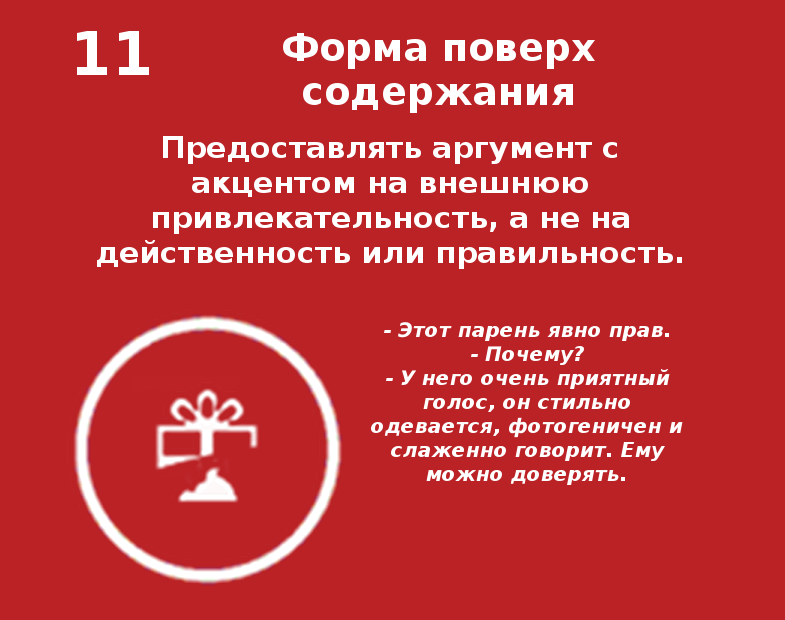 11
Форма поверх
содержания
Предоставлять аргумент с
акцентом на внешнюю
привлекательность, а не на
действенность или правильность.
- Этот парень явно прав.
- Почему?
- У него очень приятный
голос, он стильно
одевается, фотогеничен и
слаженно говорит. Ему
можно доверять.